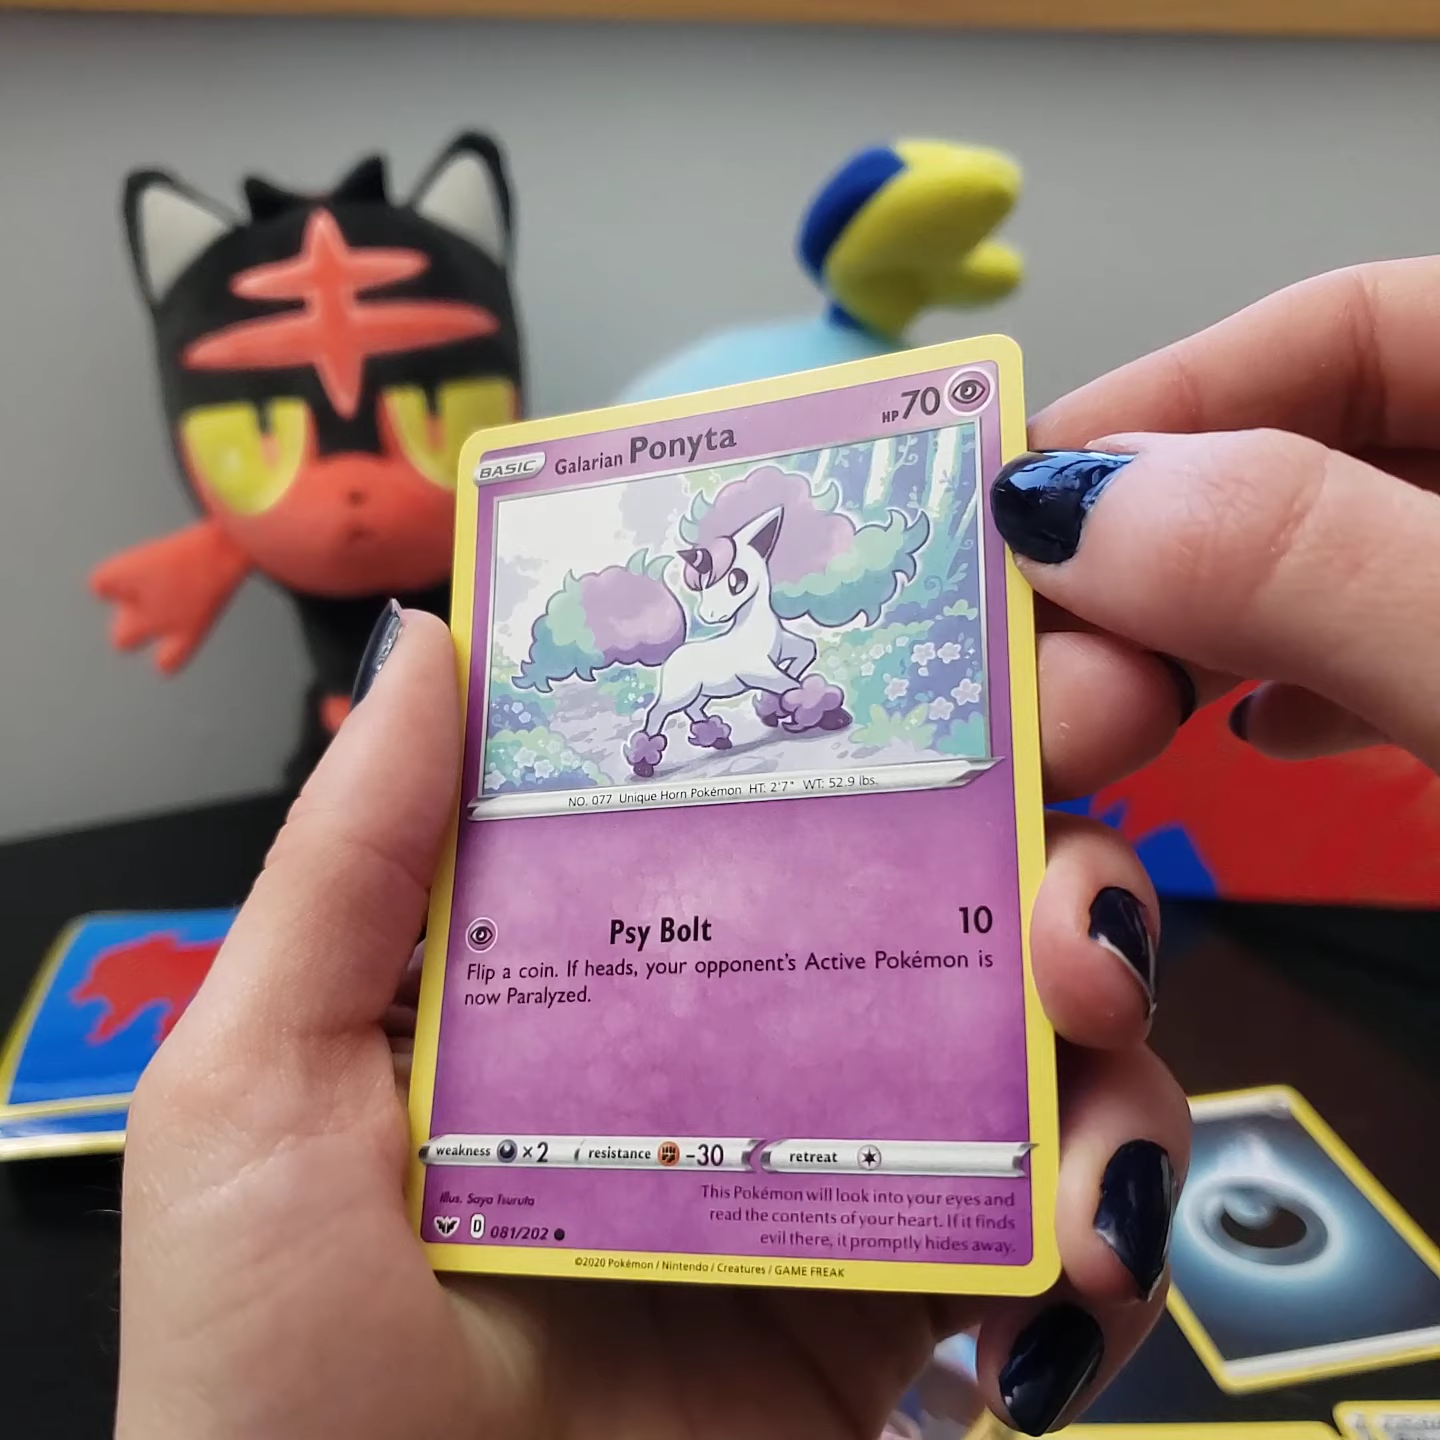 BASIC Galarian Ponyta HP 70
NO. 077 Unique Horn Pokémon HT: 2'7" WT: 52.9 lbs.
Psy Bolt 10
Flip a coin. If heads, your opponent's Active Pokémon is
now Paralyzed.
weakness ×2 resistance -30 retreat
Illus. Saya Tsuruta
D 081/202
This Pokémon will look into your eyes and
read the contents of your heart. If it finds
evil there, it promptly hides away.
©2020 Pokémon / Nintendo / Creatures / GAME FREAK